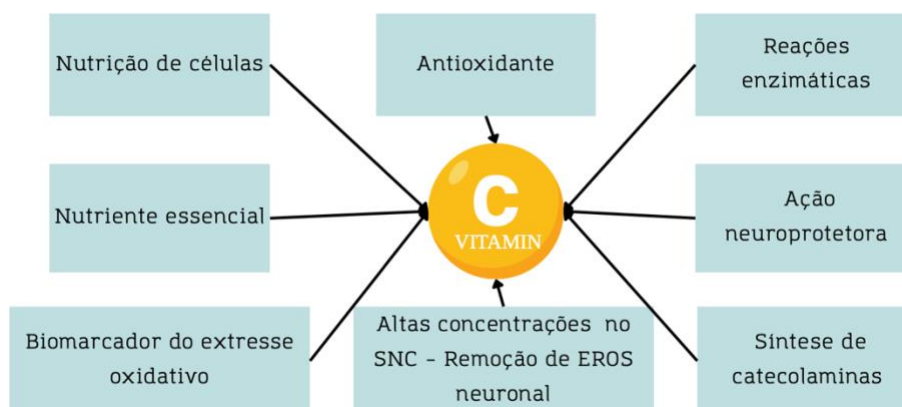 Nutrição de células
Antioxidante
Reações
enzimáticas
Nutriente essencial
C
VITAMIN
Ação
neuroprotetora
Biomarcador do extresse
oxidativo
Altas concentrações no
SNC - Remoção de EROS
neuronal
Síntese de
catecolaminas